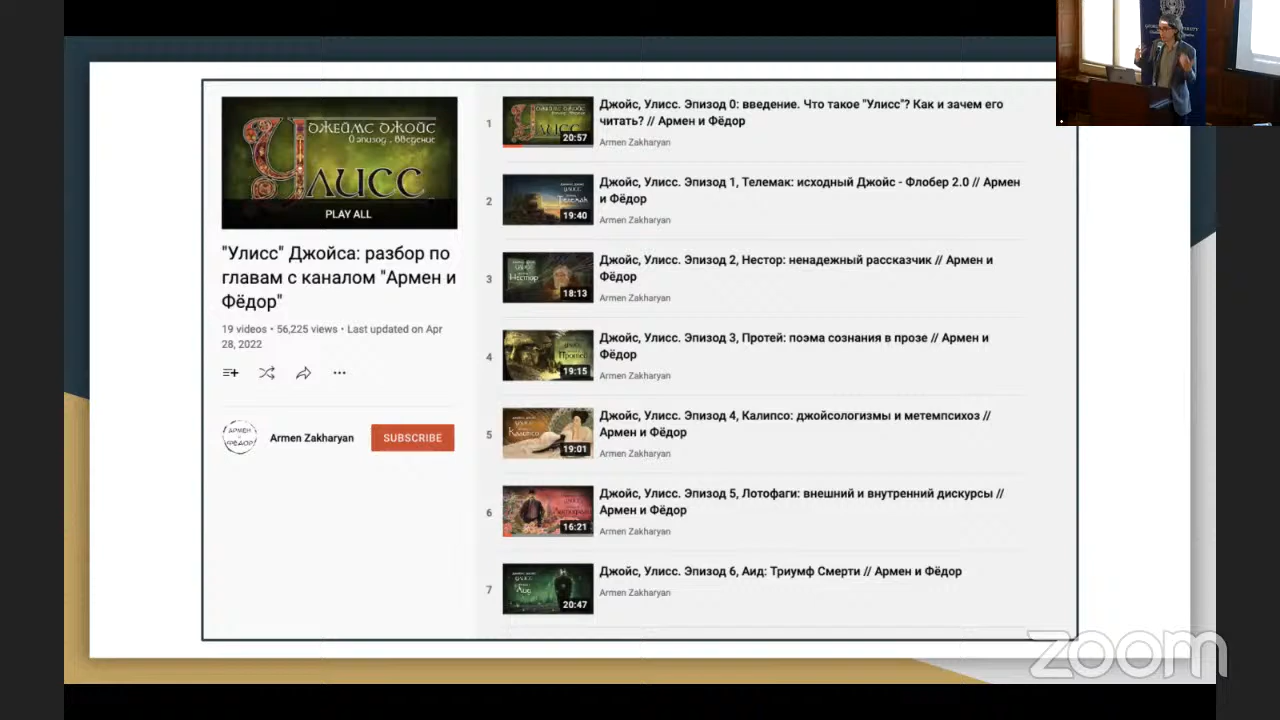 ДЖЕЙМС ДЖОЙС
0 эпизод. Введение
Улисс
PLAY ALL
"Улисс" Джойса: разбор по
главам с каналом "Армен и
Фёдор"
19 videos • 56,225 views • Last updated on Apr
28, 2022
АРМЕН
и
ФЁДОР
Armen Zakharyan
SUBSCRIBE
1
20:57
Джойс, Улисс. Эпизод 0: введение. Что такое "Улисс"? Как и зачем его
читать? // Армен и Фёдор
Armen Zakharyan
2
Телемак
19:40
Джойс, Улисс. Эпизод 1, Телемак: исходный Джойс - Флобер 2.0 // Армен
и Фёдор
Armen Zakharyan
3
Нестор
18:13
Джойс, Улисс. Эпизод 2, Нестор: ненадежный рассказчик // Армен и
Фёдор
Armen Zakharyan
4
Протей
19:15
Джойс, Улисс. Эпизод 3, Протей: поэма сознания в прозе // Армен и
Фёдор
Armen Zakharyan
5
Калипсо
19:01
Джойс, Улисс. Эпизод 4, Калипсо: джойсологизмы и метемпсихоз //
Армен и Фёдор
Armen Zakharyan
6
Лотофаги
16:21
Джойс, Улисс. Эпизод 5, Лотофаги: внешний и внутренний дискурсы //
Армен и Фёдор
Armen Zakharyan
7
Аид
20:47
Джойс, Улисс. Эпизод 6, Аид: Триумф Смерти // Армен и Фёдор
Armen Zakharyan
zoom